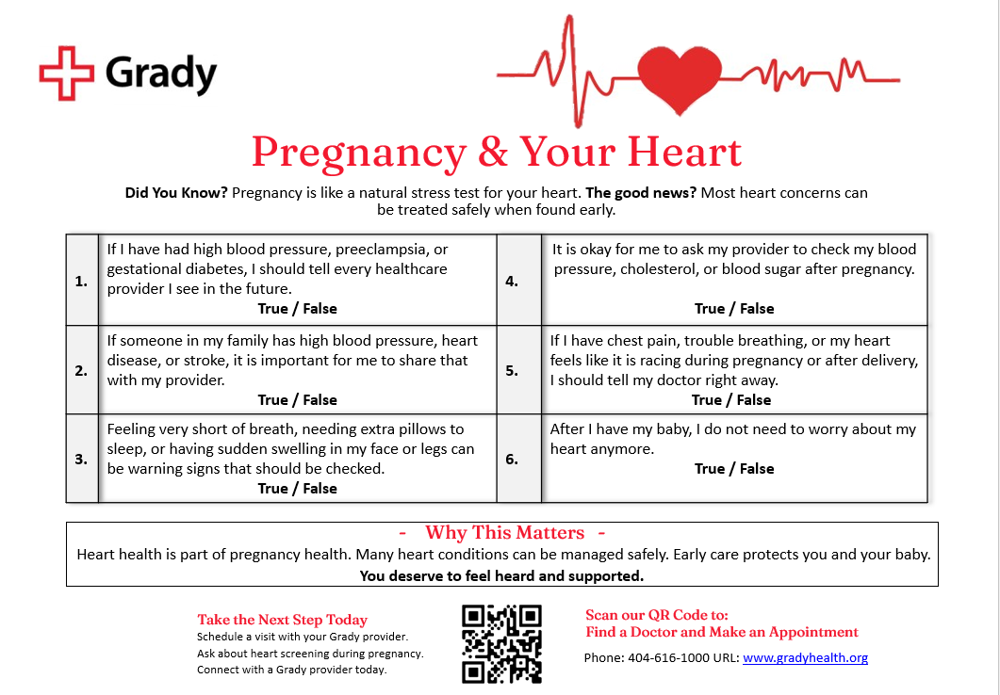 Grady
Pregnancy & Your Heart
Did You Know? Pregnancy is like a natural stress test for your heart. The good news? Most heart concerns can
be treated safely when found early.
1.
If I have had high blood pressure, preeclampsia, or
gestational diabetes, I should tell every healthcare
provider I see in the future.
True / False
2.
If someone in my family has high blood pressure, heart
disease, or stroke, it is important for me to share that
with my provider.
True / False
3.
Feeling very short of breath, needing extra pillows to
sleep, or having sudden swelling in my face or legs can
be warning signs that should be checked.
True / False
4.
It is okay for me to ask my provider to check my blood
pressure, cholesterol, or blood sugar after pregnancy.
True / False
5.
If I have chest pain, trouble breathing, or my heart
feels like it is racing during pregnancy or after delivery,
I should tell my doctor right away.
True / False
6.
After I have my baby, I do not need to worry about my
heart anymore.
True / False
- Why This Matters -
Heart health is part of pregnancy health. Many heart conditions can be managed safely. Early care protects you and your baby.
You deserve to feel heard and supported.
Take the Next Step Today
Schedule a visit with your Grady provider.
Ask about heart screening during pregnancy.
Connect with a Grady provider today.
Scan our QR Code to:
Find a Doctor and Make an Appointment
Phone: 404-616-1000 URL: www.gradyhealth.org